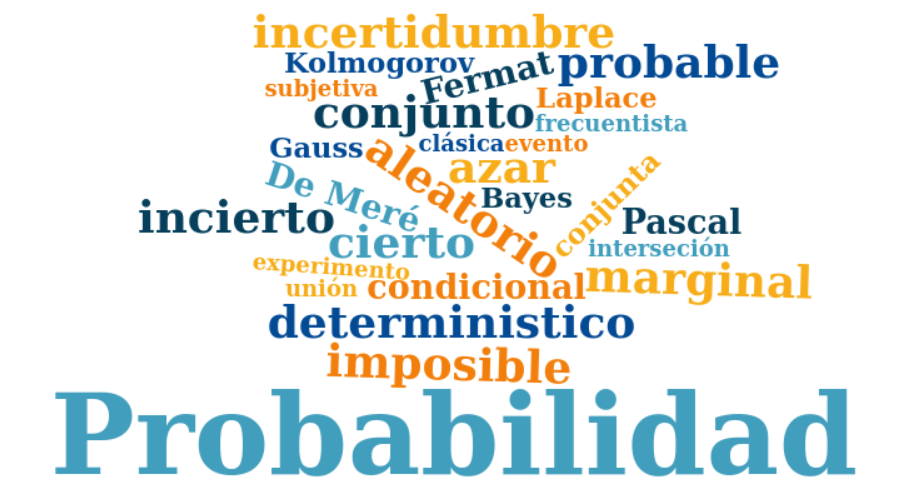 incertidumbre
Kolmogorov
Fermat
probable
subjetiva
Laplace
conjunto
frecuentista
Gauss
clásica
evento
aleatorio
azar
De Meré
Bayes
conjunta
incierto
Pascal
cierto
interseción
experimento
marginal
unión
condicional
deterministico
imposible
Probabilidad